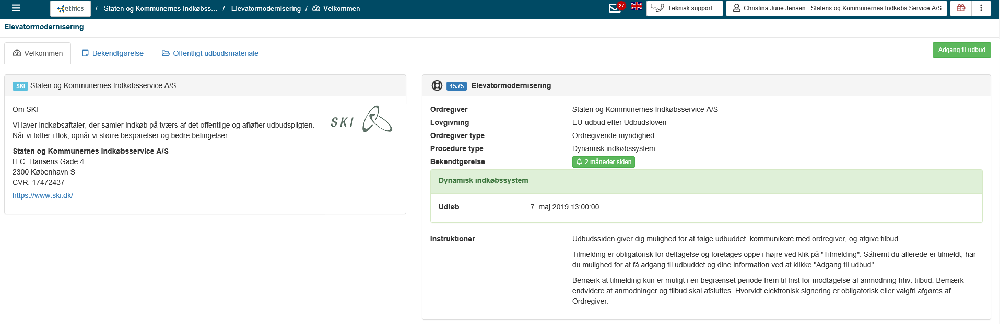 ethics / Staten og Kommunernes Indkøbss... / Elevatormodernisering / Velkommen 37 Teknisk support Christina June Jensen | Statens og Kommunernes Indkøbs Service A/S
Elevatormodernisering
Velkommen Bekendtgørelse Offentligt udbudsmateriale Adgang til udbud
SKI Staten og Kommunernes Indkøbsservice A/S
Om SKI
Vi laver indkøbsaftaler, der samler indkøb på tværs af det offentlige og afløfter udbudspligten.
Når vi løfter i flok, opnår vi større besparelser og bedre betingelser.
SKI
Staten og Kommunernes Indkøbsservice A/S
H.C. Hansens Gade 4
2300 København S
CVR: 17472437
https://www.ski.dk/
15.75 Elevatormodernisering
Ordregiver Staten og Kommunernes Indkøbsservice A/S
Lovgivning EU-udbud efter Udbudsloven
Ordregiver type Ordregivende myndighed
Procedure type Dynamisk indkøbssystem
Bekendtgørelse 2 måneder siden
Dynamisk indkøbssystem
Udløb 7. maj 2019 13:00:00
Instruktioner Udbudssiden giver dig mulighed for at følge udbuddet, kommunikere med ordregiver, og afgive tilbud.
Tilmelding er obligatorisk for deltagelse og foretages oppe i højre ved klik på "Tilmelding". Såfremt du allerede er tilmeldt, har
du mulighed for at få adgang til udbuddet og dine information ved at klikke "Adgang til udbud".
Bemærk at tilmelding kun er muligt i en begrænset periode frem til frist for modtagelse af anmodning hhv. tilbud. Bemærk
endvidere at anmodninger og tilbud skal afsluttes. Hvorvidt elektronisk signering er obligatorisk eller valgfri afgøres af
Ordregiver.